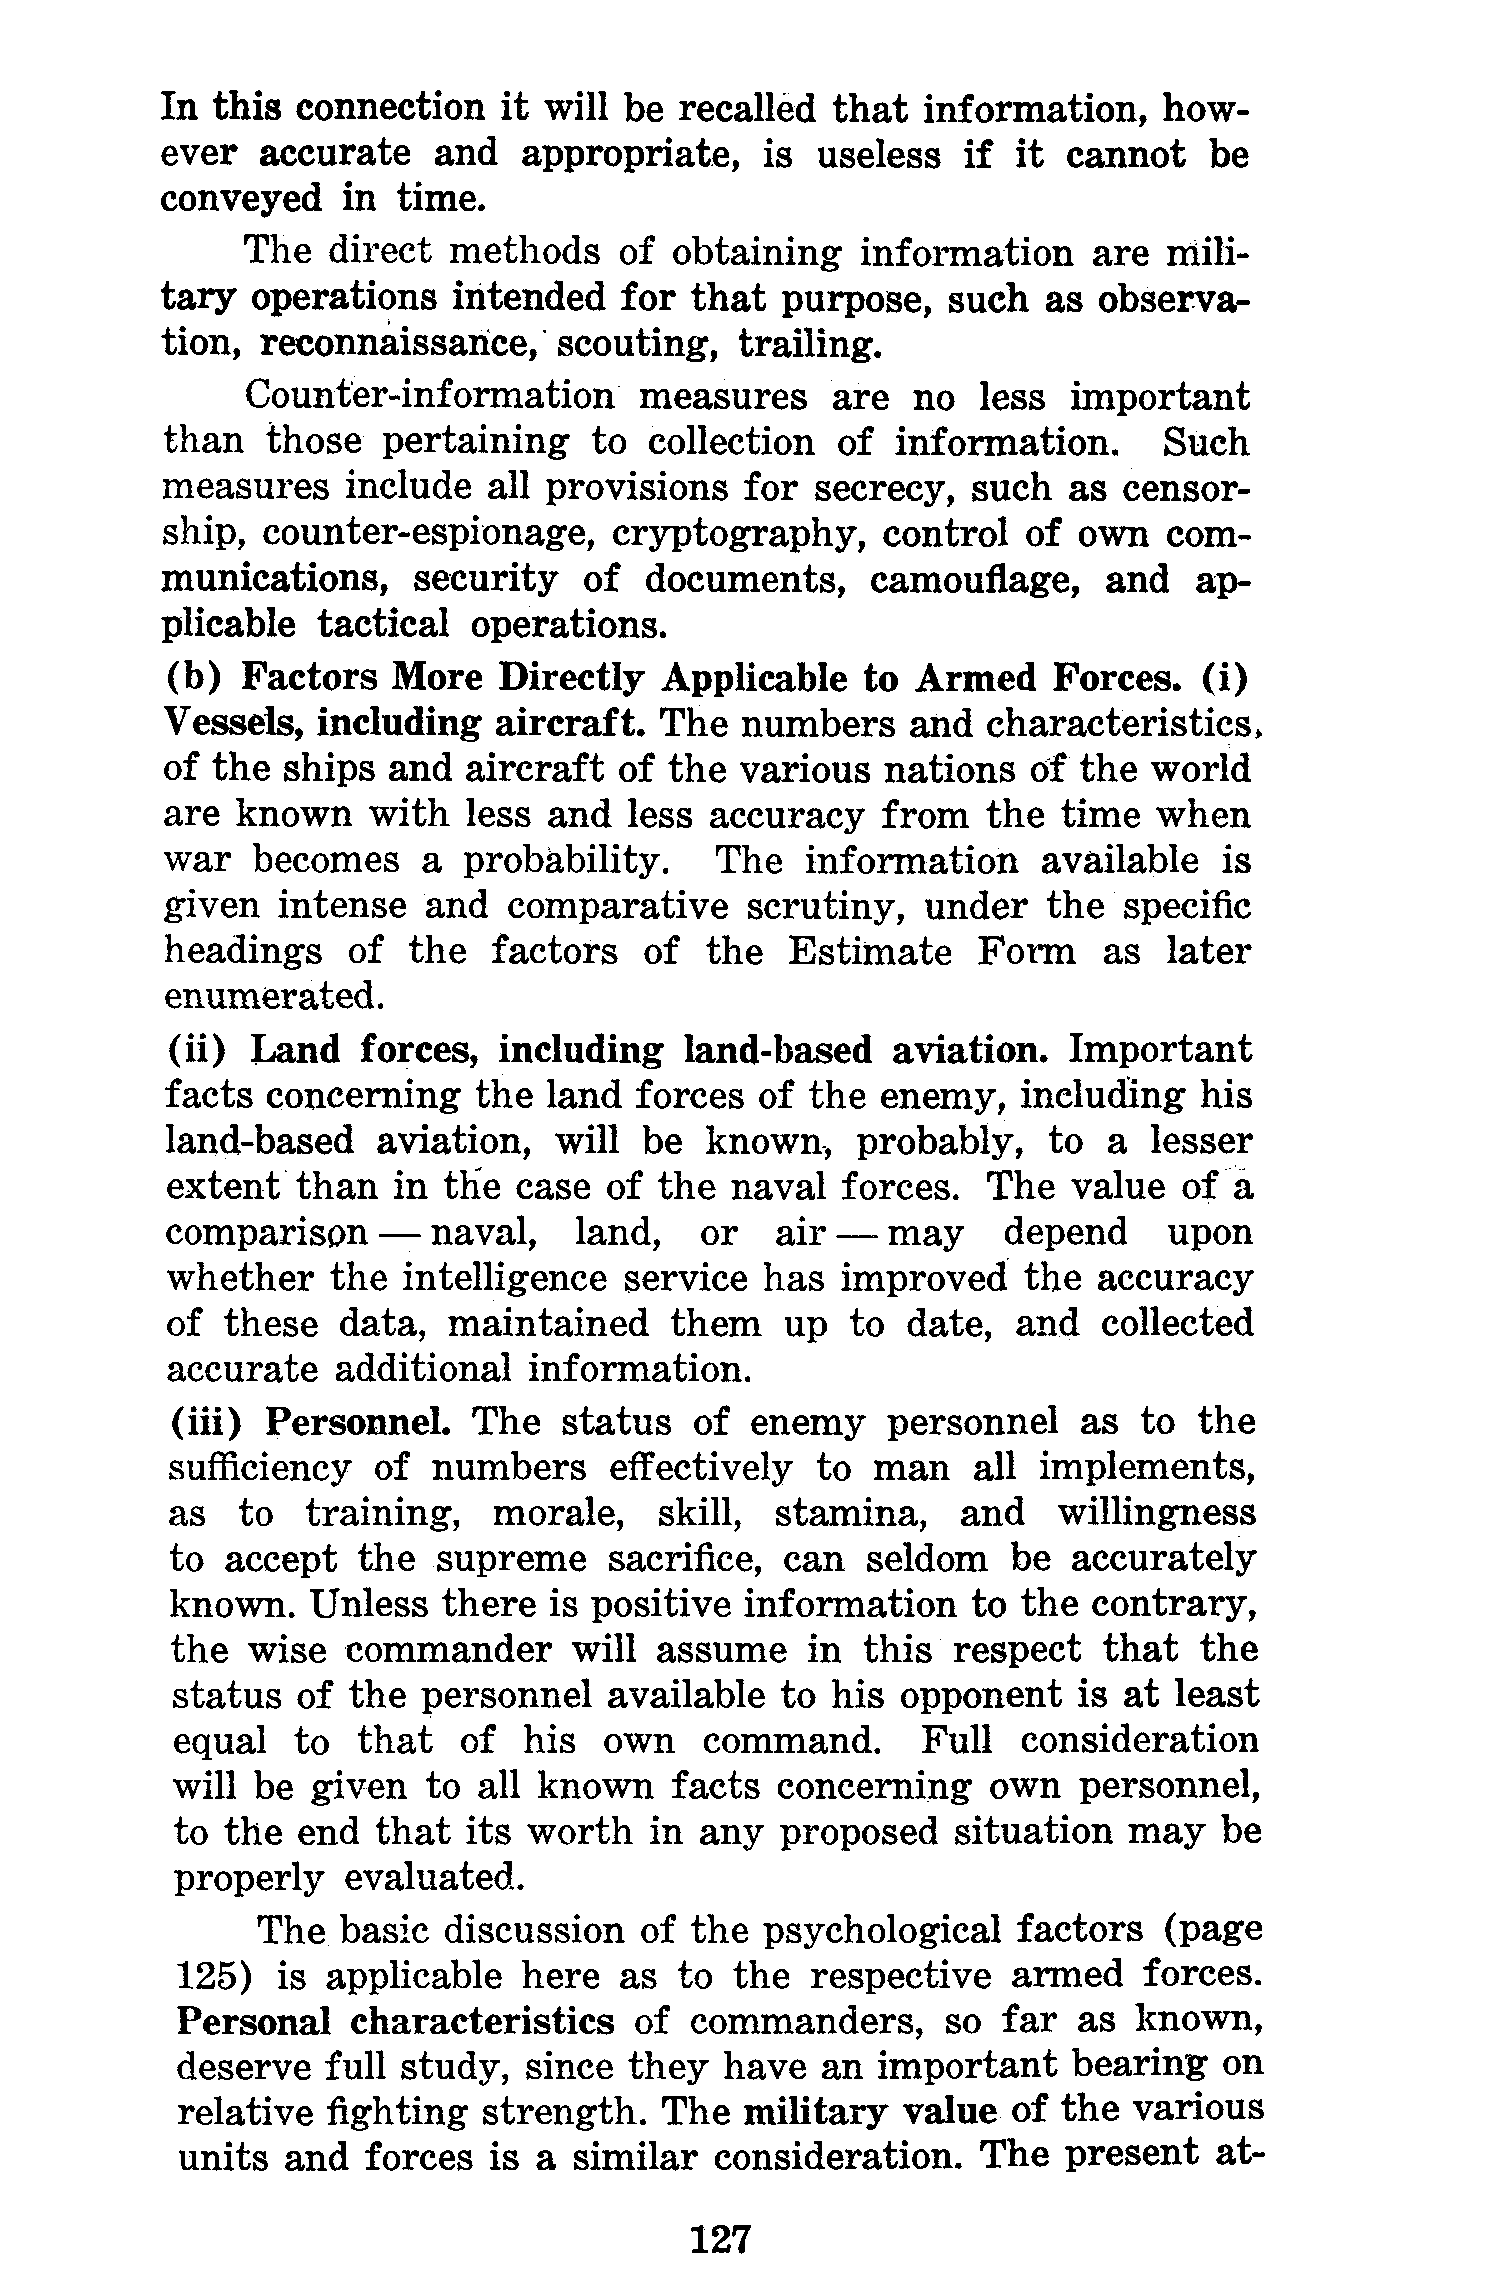 In this connection it will be recalled that information, how-
ever accurate and appropriate, is useless if it cannot be
conveyed in time.
The direct methods of obtaining information are mili-
tary operations intended for that purpose, such as observa-
tion, reconnaissance, scouting, trailing.
Counter-information measures are no less important
than those pertaining to collection of information. Such
measures include all provisions for secrecy, such as censor-
ship, counter-espionage, cryptography, control of own com-
munications, security of documents, camouflage, and ap-
plicable tactical operations.
(b) Factors More Directly Applicable to Armed Forces. (i)
Vessels, including aircraft. The numbers and characteristics,
of the ships and aircraft of the various nations of the world
are known with less and less accuracy from the time when
war becomes a probability. The information available is
given intense and comparative scrutiny, under the specific
headings of the factors of the Estimate Form as later
enumerated.
(ii) Land forces, including land-based aviation. Important
facts concerning the land forces of the enemy, including his
land-based aviation, will be known, probably, to a lesser
extent than in the case of the naval forces. The value of a
comparison — naval, land, or air — may depend upon
whether the intelligence service has improved the accuracy
of these data, maintained them up to date, and collected
accurate additional information.
(iii) Personnel. The status of enemy personnel as to the
sufficiency of numbers effectively to man all implements,
as to training, morale, skill, stamina, and willingness
to accept the supreme sacrifice, can seldom be accurately
known. Unless there is positive information to the contrary,
the wise commander will assume in this respect that the
status of the personnel available to his opponent is at least
equal to that of his own command. Full consideration
will be given to all known facts concerning own personnel,
to the end that its worth in any proposed situation may be
properly evaluated.
The basic discussion of the psychological factors (page
125) is applicable here as to the respective armed forces.
Personal characteristics of commanders, so far as known,
deserve full study, since they have an important bearing on
relative fighting strength. The military value of the various
units and forces is a similar consideration. The present at-
127